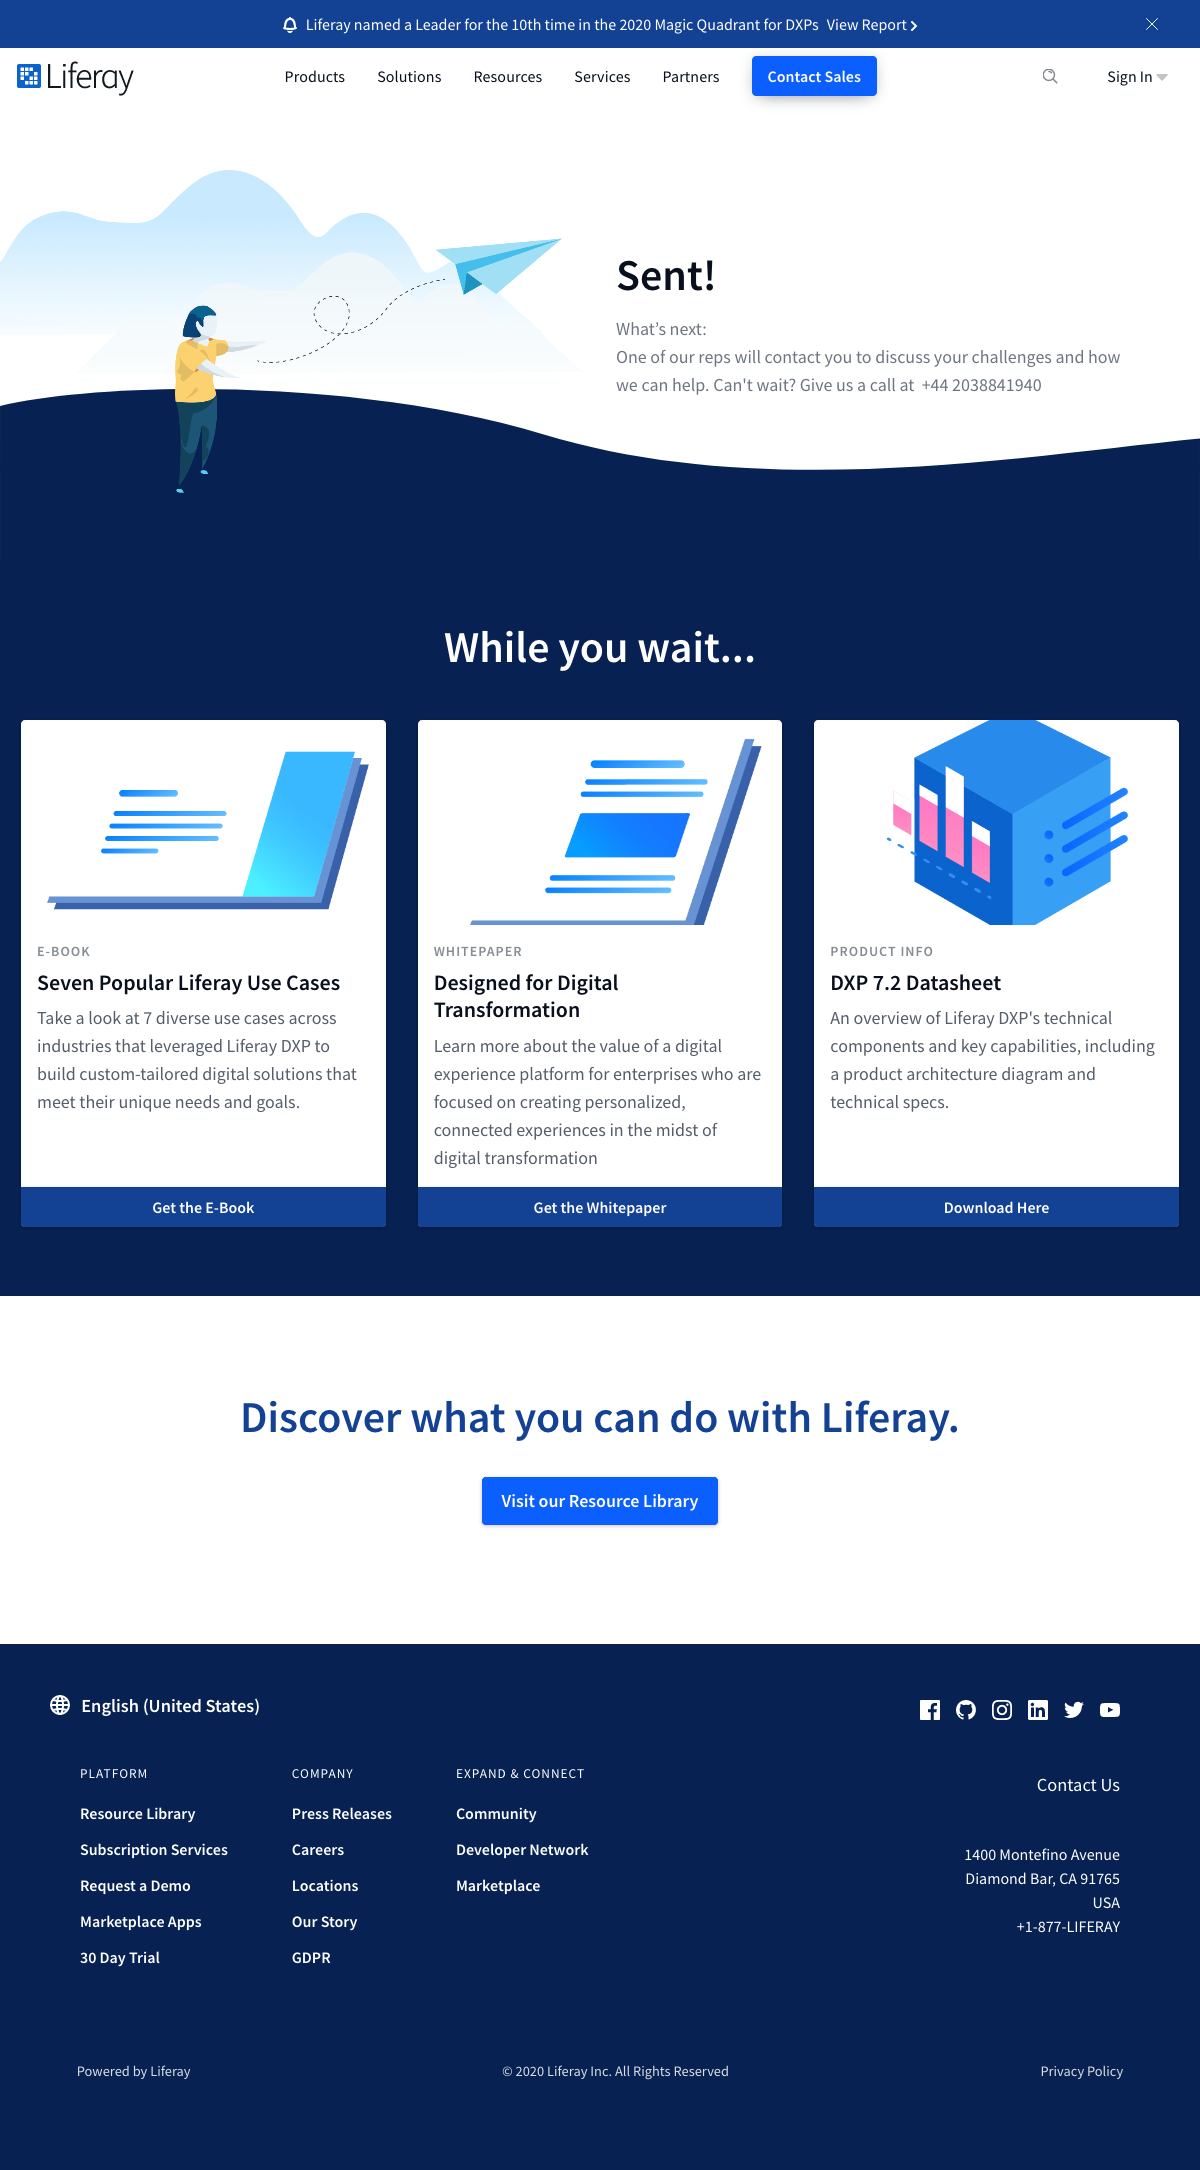 Liferay named a Leader for the 10th time in the 2020 Magic Quadrant for DXPs View Report
Liferay
Products Solutions Resources Services Partners Contact Sales Sign In
Sent!
What’s next:
One of our reps will contact you to discuss your challenges and how
we can help. Can't wait? Give us a call at +44 2038841940
While you wait...
E-BOOK
Seven Popular Liferay Use Cases
Take a look at 7 diverse use cases across
industries that leveraged Liferay DXP to
build custom-tailored digital solutions that
meet their unique needs and goals.
Get the E-Book
WHITEPAPER
Designed for Digital
Transformation
Learn more about the value of a digital
experience platform for enterprises who are
focused on creating personalized,
connected experiences in the midst of
digital transformation
Get the Whitepaper
PRODUCT INFO
DXP 7.2 Datasheet
An overview of Liferay DXP's technical
components and key capabilities, including
a product architecture diagram and
technical specs.
Download Here
Discover what you can do with Liferay.
Visit our Resource Library
English (United States)
PLATFORM
Resource Library
Subscription Services
Request a Demo
Marketplace Apps
30 Day Trial
COMPANY
Press Releases
Careers
Locations
Our Story
GDPR
EXPAND & CONNECT
Community
Developer Network
Marketplace
Contact Us
1400 Montefino Avenue
Diamond Bar, CA 91765
USA
+1-877-LIFERAY
Powered by Liferay
© 2020 Liferay Inc. All Rights Reserved
Privacy Policy